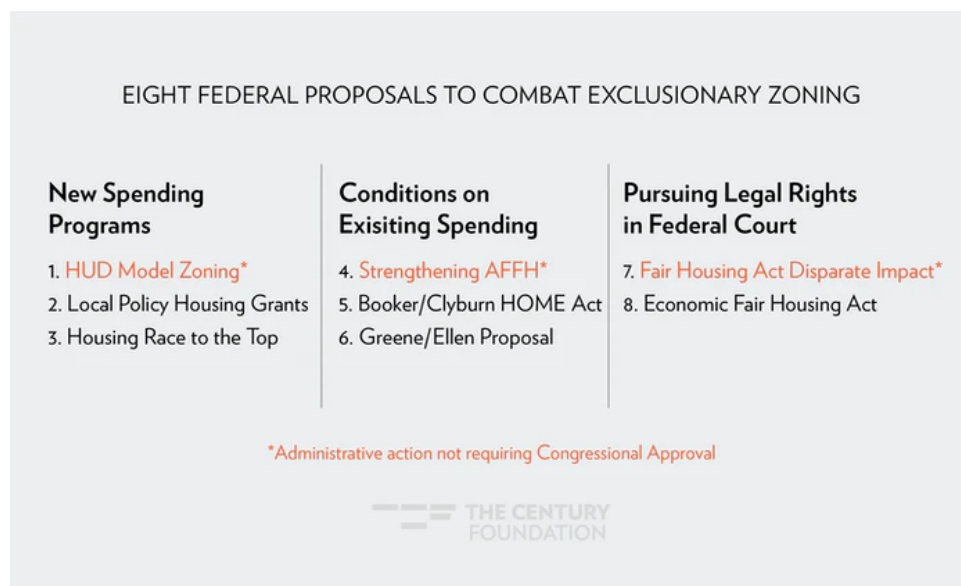 EIGHT FEDERAL PROPOSALS TO COMBAT EXCLUSIONARY ZONING
New Spending
Programs
1. HUD Model Zoning*
2. Local Policy Housing Grants
3. Housing Race to the Top
Conditions on
Exisiting Spending
4. Strengthening AFFH*
5. Booker/Clyburn HOME Act
6. Greene/Ellen Proposal
Pursuing Legal Rights
in Federal Court
7. Fair Housing Act Disparate Impact*
8. Economic Fair Housing Act
*Administrative action not requiring Congressional Approval
THE CENTURY
FOUNDATION